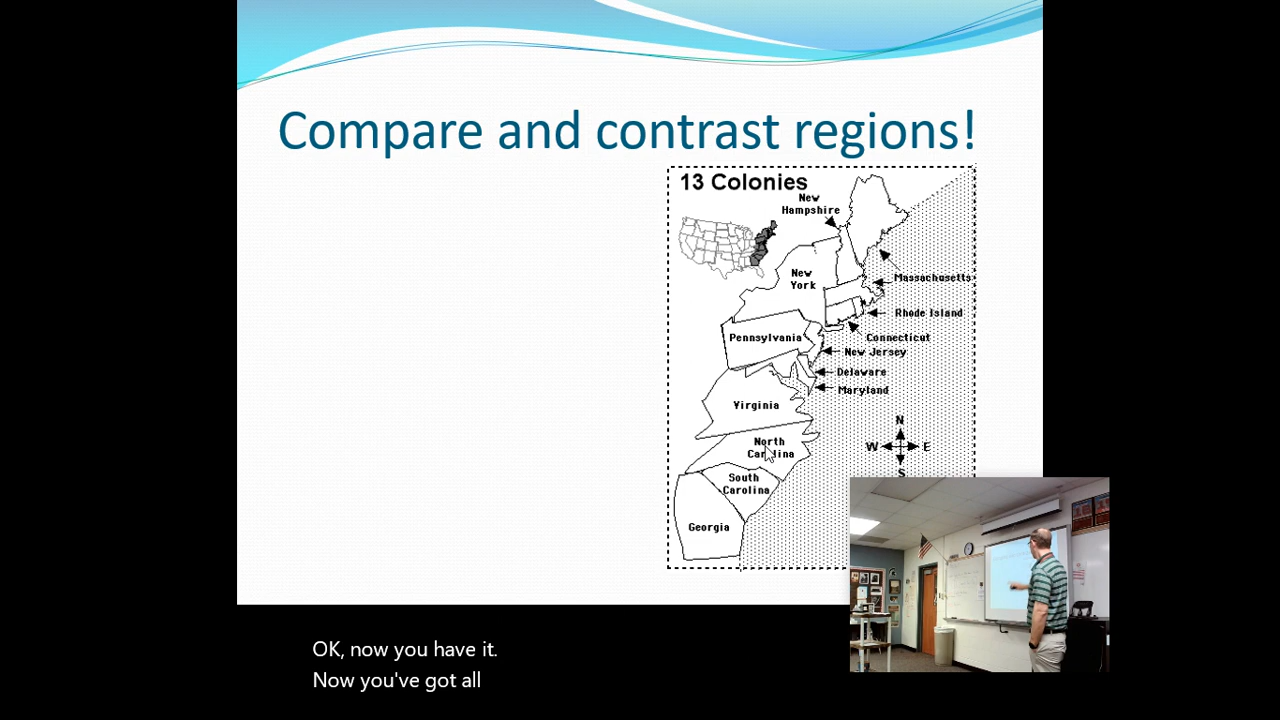 Compare and contrast regions!
13 Colonies
New
Hampshire
New
York
Massachusetts
Rhode Island
Connecticut
Pennsylvania
New Jersey
Delaware
Maryland
Virginia
N
W E
S
North
Carolina
South
Carolina
Georgia
OK, now you have it.
Now you've got all